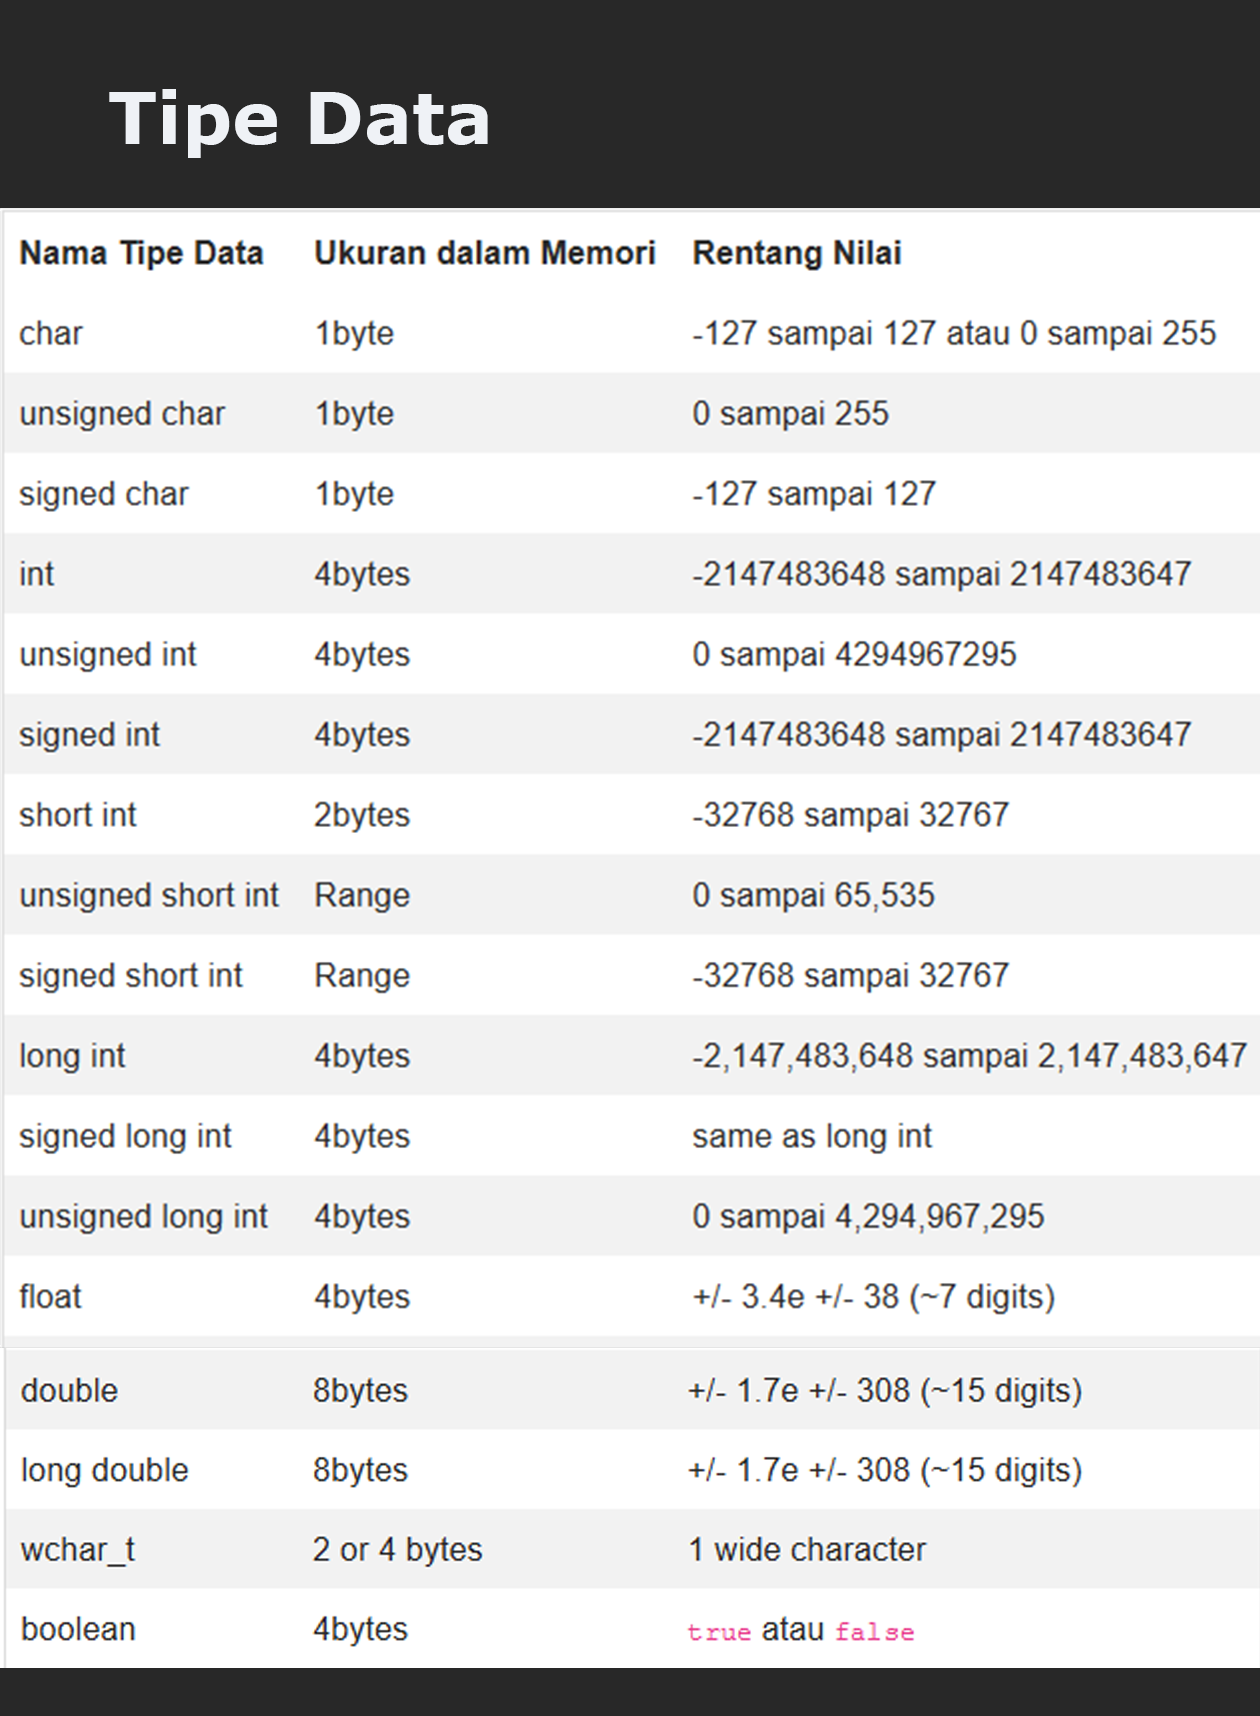 Tipe Data
Nama Tipe Data Ukuran dalam Memori Rentang Nilai
char 1byte -127 sampai 127 atau 0 sampai 255
unsigned char 1byte 0 sampai 255
signed char 1byte -127 sampai 127
int 4bytes -2147483648 sampai 2147483647
unsigned int 4bytes 0 sampai 4294967295
signed int 4bytes -2147483648 sampai 2147483647
short int 2bytes -32768 sampai 32767
unsigned short int Range 0 sampai 65,535
signed short int Range -32768 sampai 32767
long int 4bytes -2,147,483,648 sampai 2,147,483,647
signed long int 4bytes same as long int
unsigned long int 4bytes 0 sampai 4,294,967,295
float 4bytes +/- 3.4e +/- 38 (~7 digits)
double 8bytes +/- 1.7e +/- 308 (~15 digits)
long double 8bytes +/- 1.7e +/- 308 (~15 digits)
wchar_t 2 or 4 bytes 1 wide character
boolean 4bytes true atau false